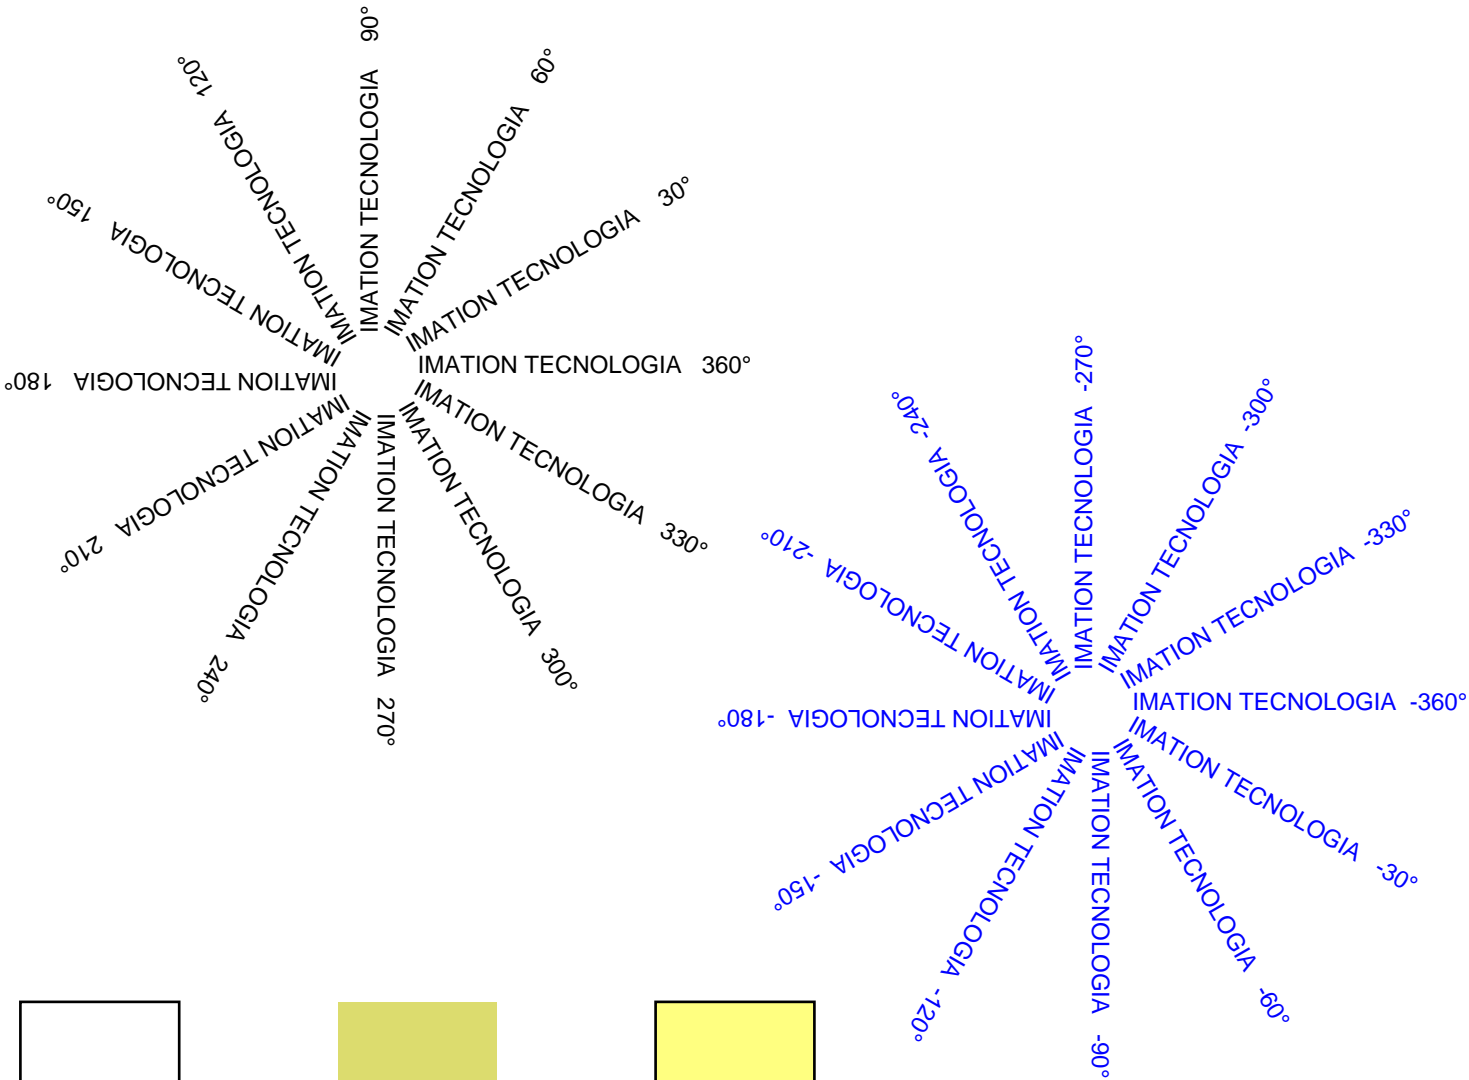 IMATION TECNOLOGIA 90°
IMATION TECNOLOGIA 60°
IMATION TECNOLOGIA 30°
IMATION TECNOLOGIA 360°
IMATION TECNOLOGIA 330°
IMATION TECNOLOGIA 300°
IMATION TECNOLOGIA 270°
IMATION TECNOLOGIA 240°
IMATION TECNOLOGIA 210°
IMATION TECNOLOGIA 180°
IMATION TECNOLOGIA 150°
IMATION TECNOLOGIA 120°
IMATION TECNOLOGIA -270°
IMATION TECNOLOGIA -300°
IMATION TECNOLOGIA -330°
IMATION TECNOLOGIA -360°
IMATION TECNOLOGIA -30°
IMATION TECNOLOGIA -60°
IMATION TECNOLOGIA -90°
IMATION TECNOLOGIA -120°
IMATION TECNOLOGIA -150°
IMATION TECNOLOGIA -180°
IMATION TECNOLOGIA -210°
IMATION TECNOLOGIA -240°